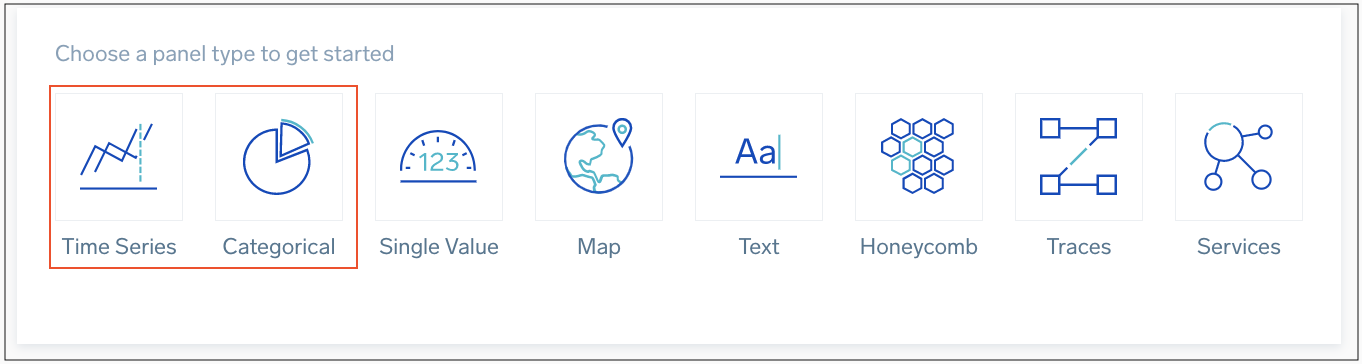 Choose a panel type to get started
123
Aa
Time Series Categorical Single Value Map Text Honeycomb Traces Services